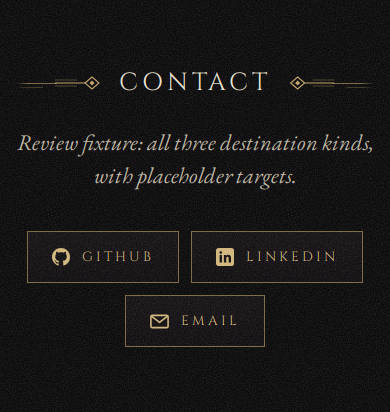 CONTACT
Review fixture: all three destination kinds,
with placeholder targets.
GITHUB
LINKEDIN
EMAIL